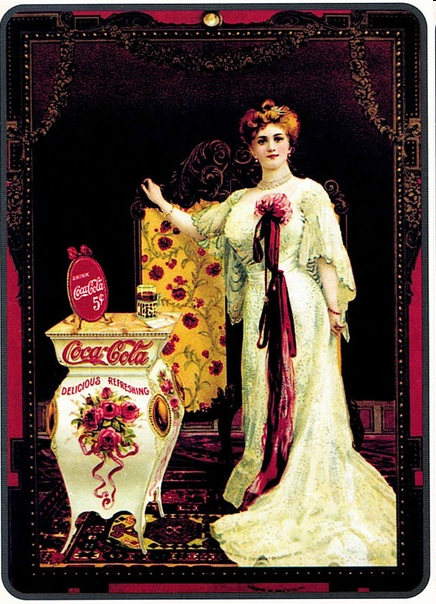 DRINK
Coca-Cola
5¢
Coca-Cola
DELICIOUS REFRESHING